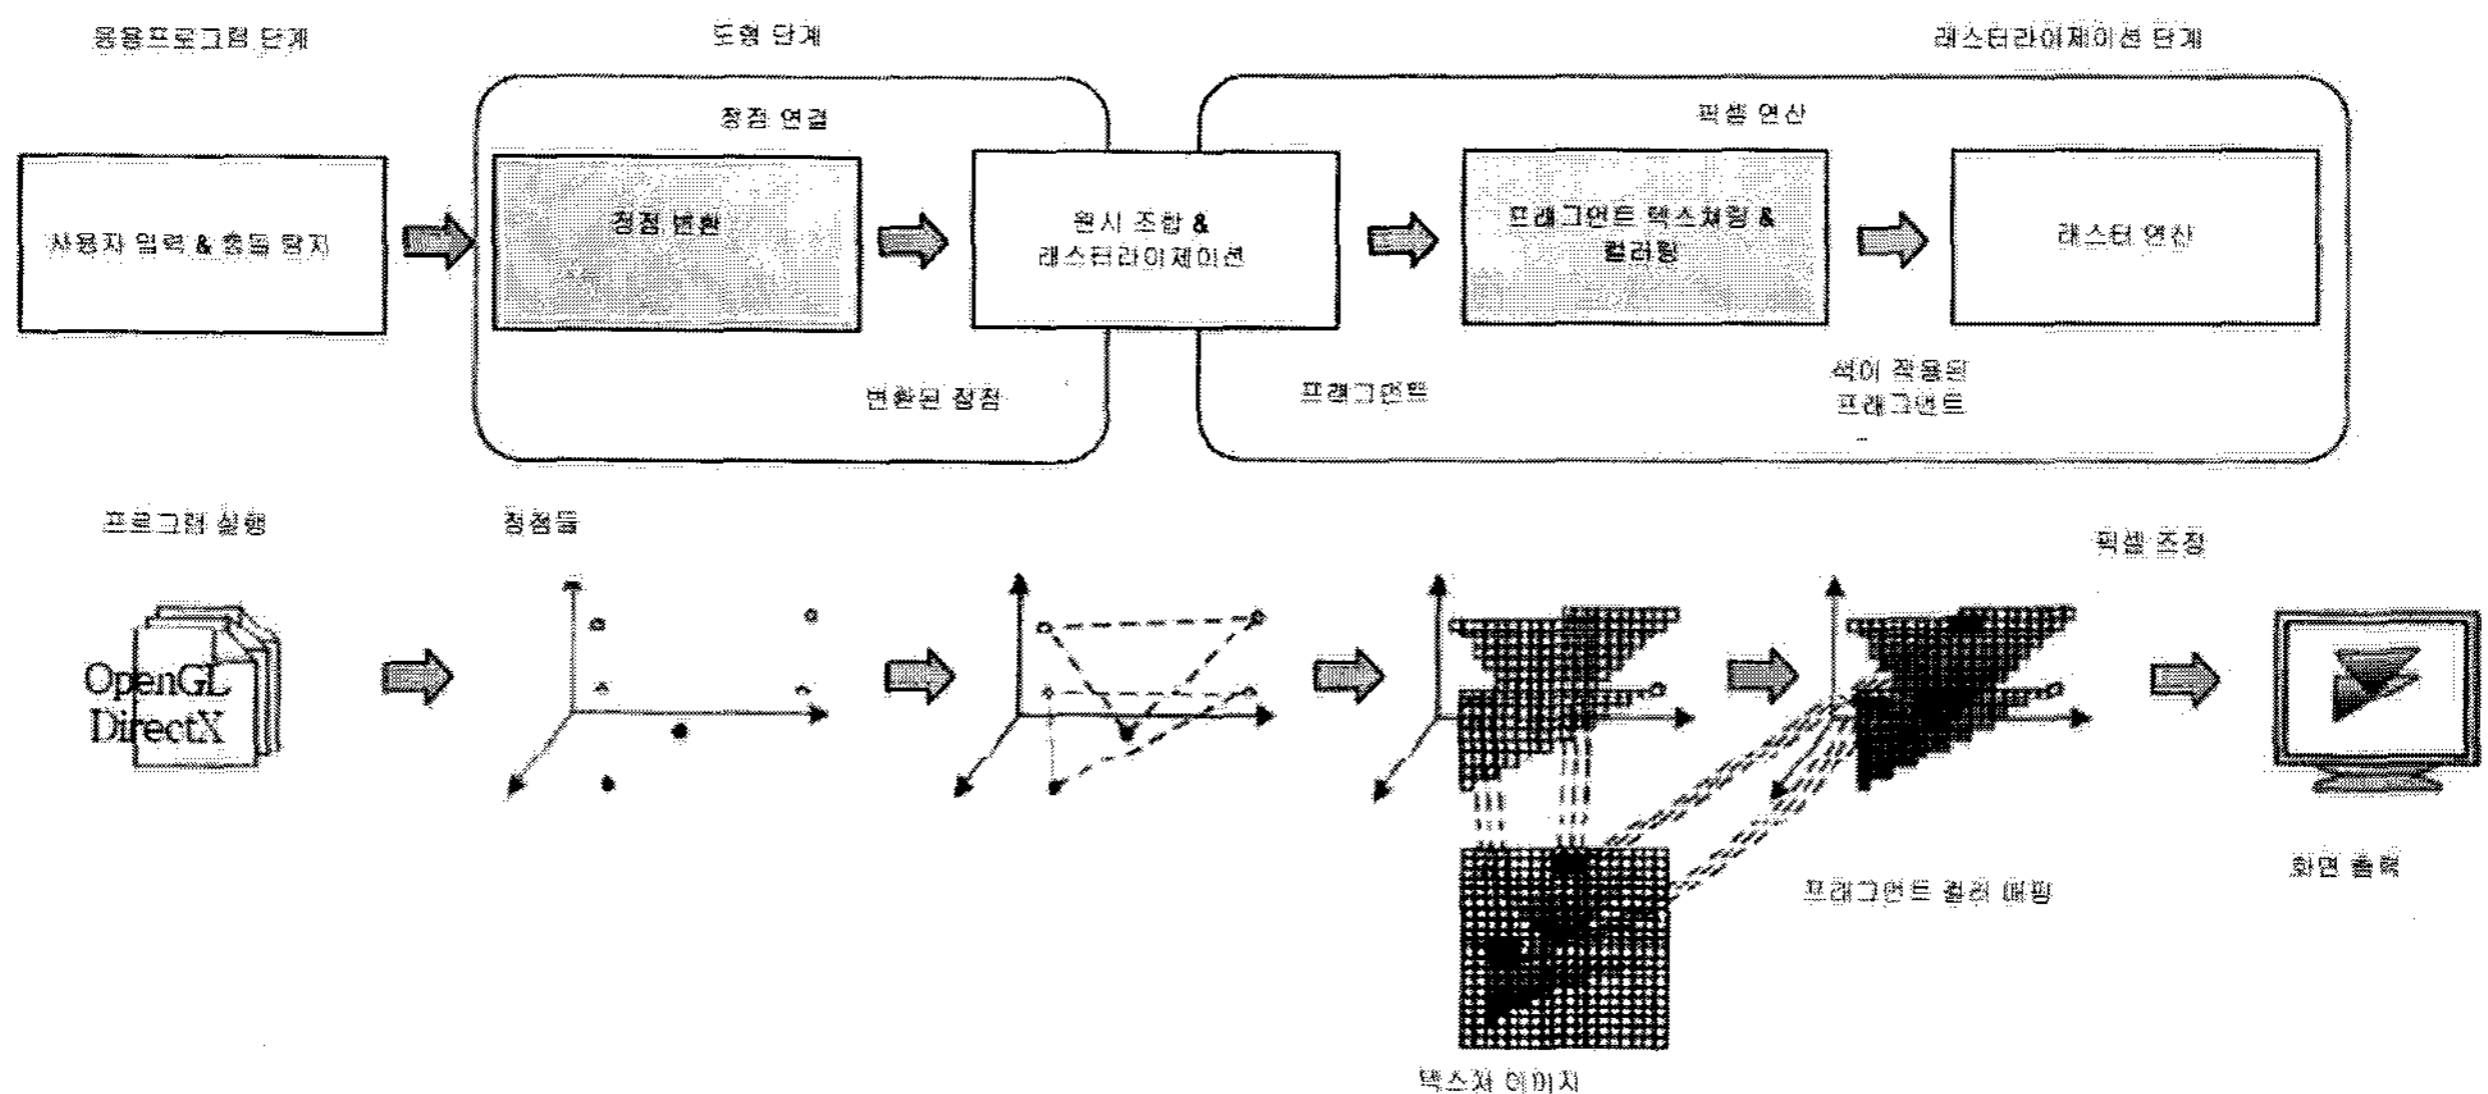 응용프로그램 단계
도형 단계
래스터라이제이션 단계
정점 연결
픽셀 연산
사용자 입력 & 충돌 탐지
정점 변환
원시 조합 &
래스터라이제이션
프래그먼트 텍스쳐링 &
컬러링
래스터 연산
변환된 정점
프래그먼트
색이 적용된
프래그먼트
프로그램 실행
정점들
픽셀 조정
OpenGL
DirectX
프래그먼트 컬러 매핑
화면 출력
텍스쳐 이미지